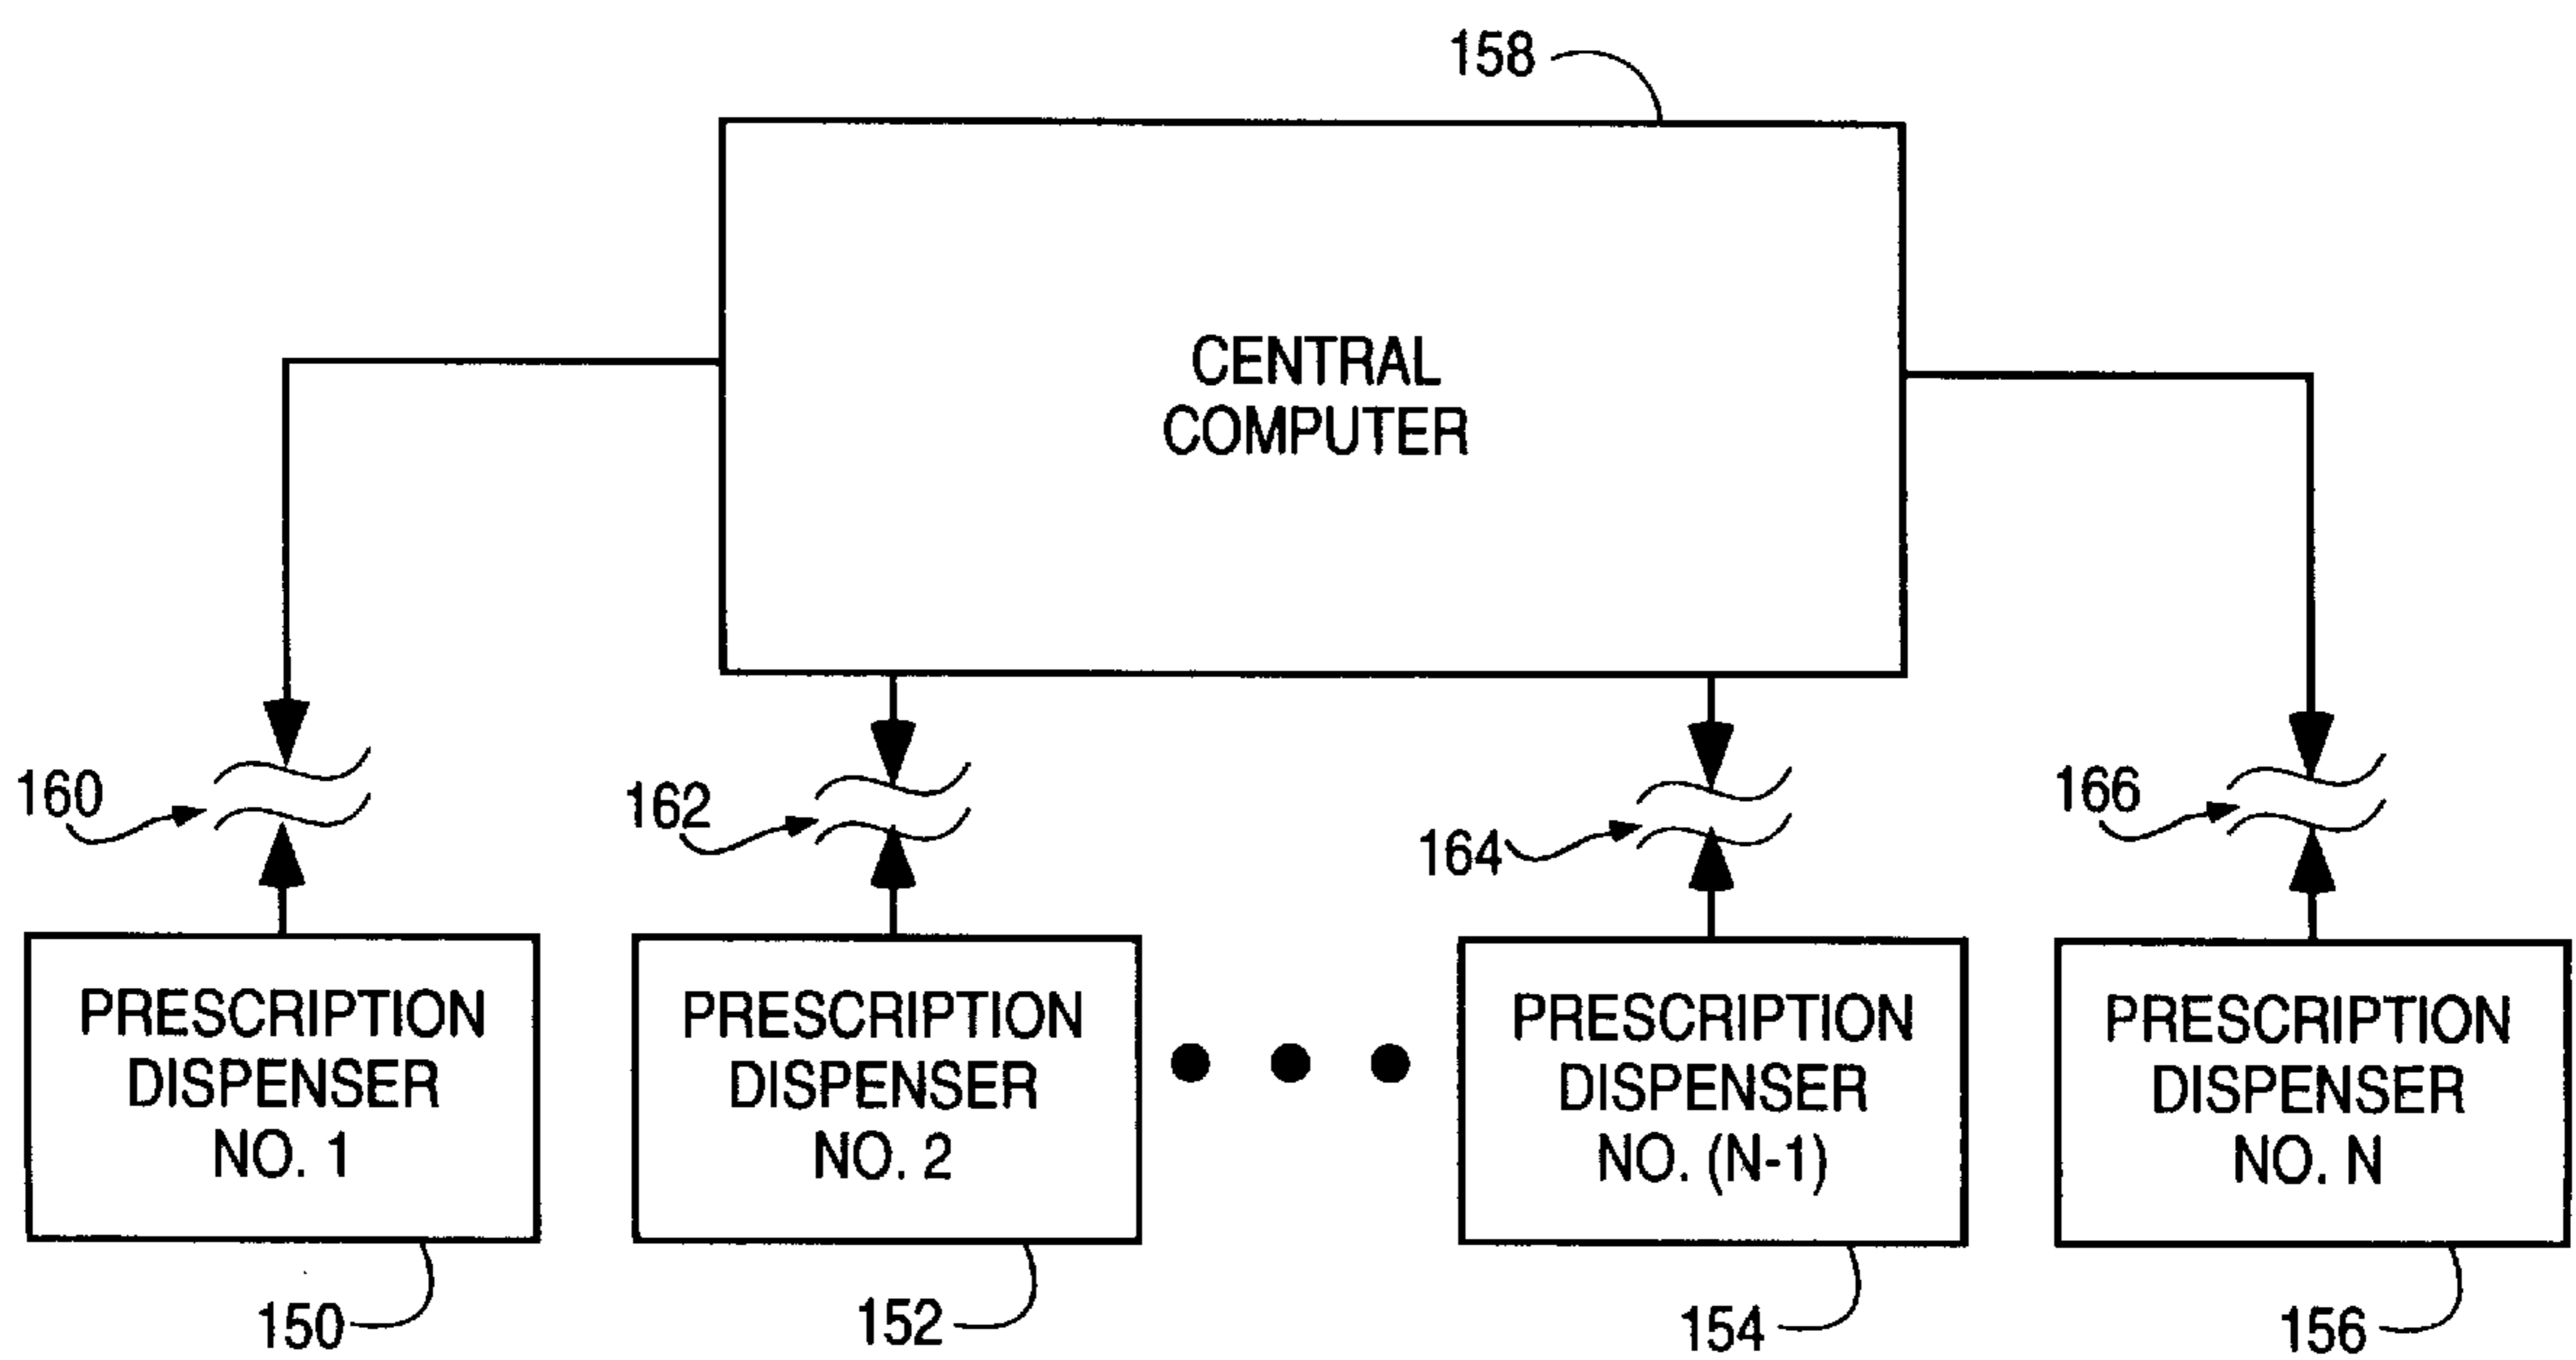 158
CENTRAL
COMPUTER
160
162
164
166
PRESCRIPTION
DISPENSER
NO. 1
PRESCRIPTION
DISPENSER
NO. 2
PRESCRIPTION
DISPENSER
NO. (N-1)
PRESCRIPTION
DISPENSER
NO. N
150
152
154
156